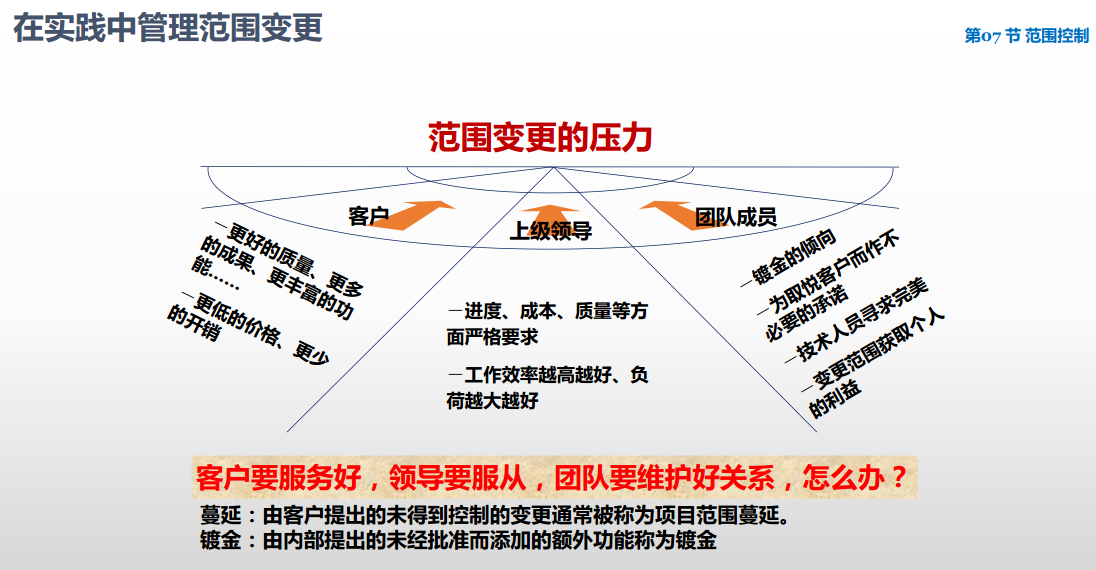 在实践中管理范围变更
第07 节 范围控制
范围变更的压力
客户
上级领导
团队成员
－更好的质量、更多
的成果、更丰富的功
能……
－更低的价格、更少
的开销
－进度、成本、质量等方
面严格要求
－工作效率越高越好、负
荷越大越好
－镀金的倾向
－为取悦客户而作不
必要的承诺
－技术人员寻求完美
－变更范围获取个人
的利益
客户要服务好，领导要服从，团队要维护好关系，怎么办？
蔓延：由客户提出的未得到控制的变更通常被称为项目范围蔓延。
镀金：由内部提出的未经批准而添加的额外功能称为镀金